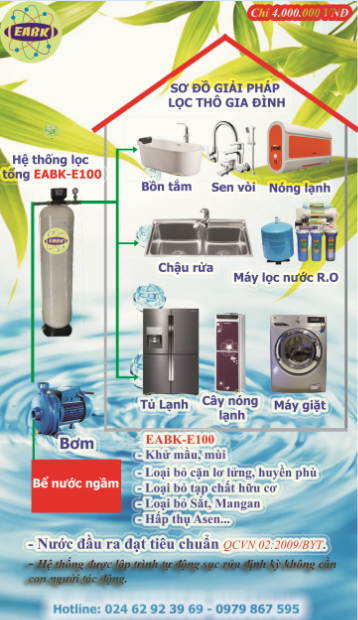 EABK
Chỉ 4.000.000 VNĐ
SƠ ĐỒ GIẢI PHÁP
LỌC THÔ GIA ĐÌNH
Hệ thống lọc
tổng EABK-E100
EABK
Bồn tắm
Sen vòi
Nóng lạnh
Chậu rửa
Máy lọc nước R.O
Tủ Lạnh
Cây nóng
lạnh
Máy giặt
Bơm
Bể nước ngầm
EABK-E100
- Khử mầu, mùi
- Loại bỏ cặn lơ lửng, huyền phù
- Loại bỏ tạp chất hữu cơ
- Loại bỏ Sắt, Mangan
- Hấp thụ Asen...
- Nước đầu ra đạt tiêu chuẩn QCVN 02:2009/BYT.
- Hệ thống được lập trình tự động sục rửa định kỳ không cần
con người tác động.
Hotline: 024 62 92 39 69 - 0979 867 595